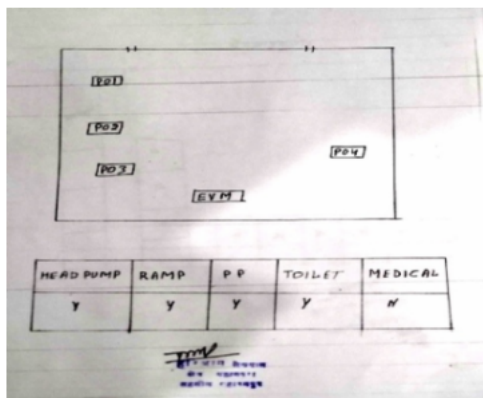 PO1
PO2
PO3
PO4
EVM
HEAD PUMP RAMP PP TOILET MEDICAL
Y Y Y Y N